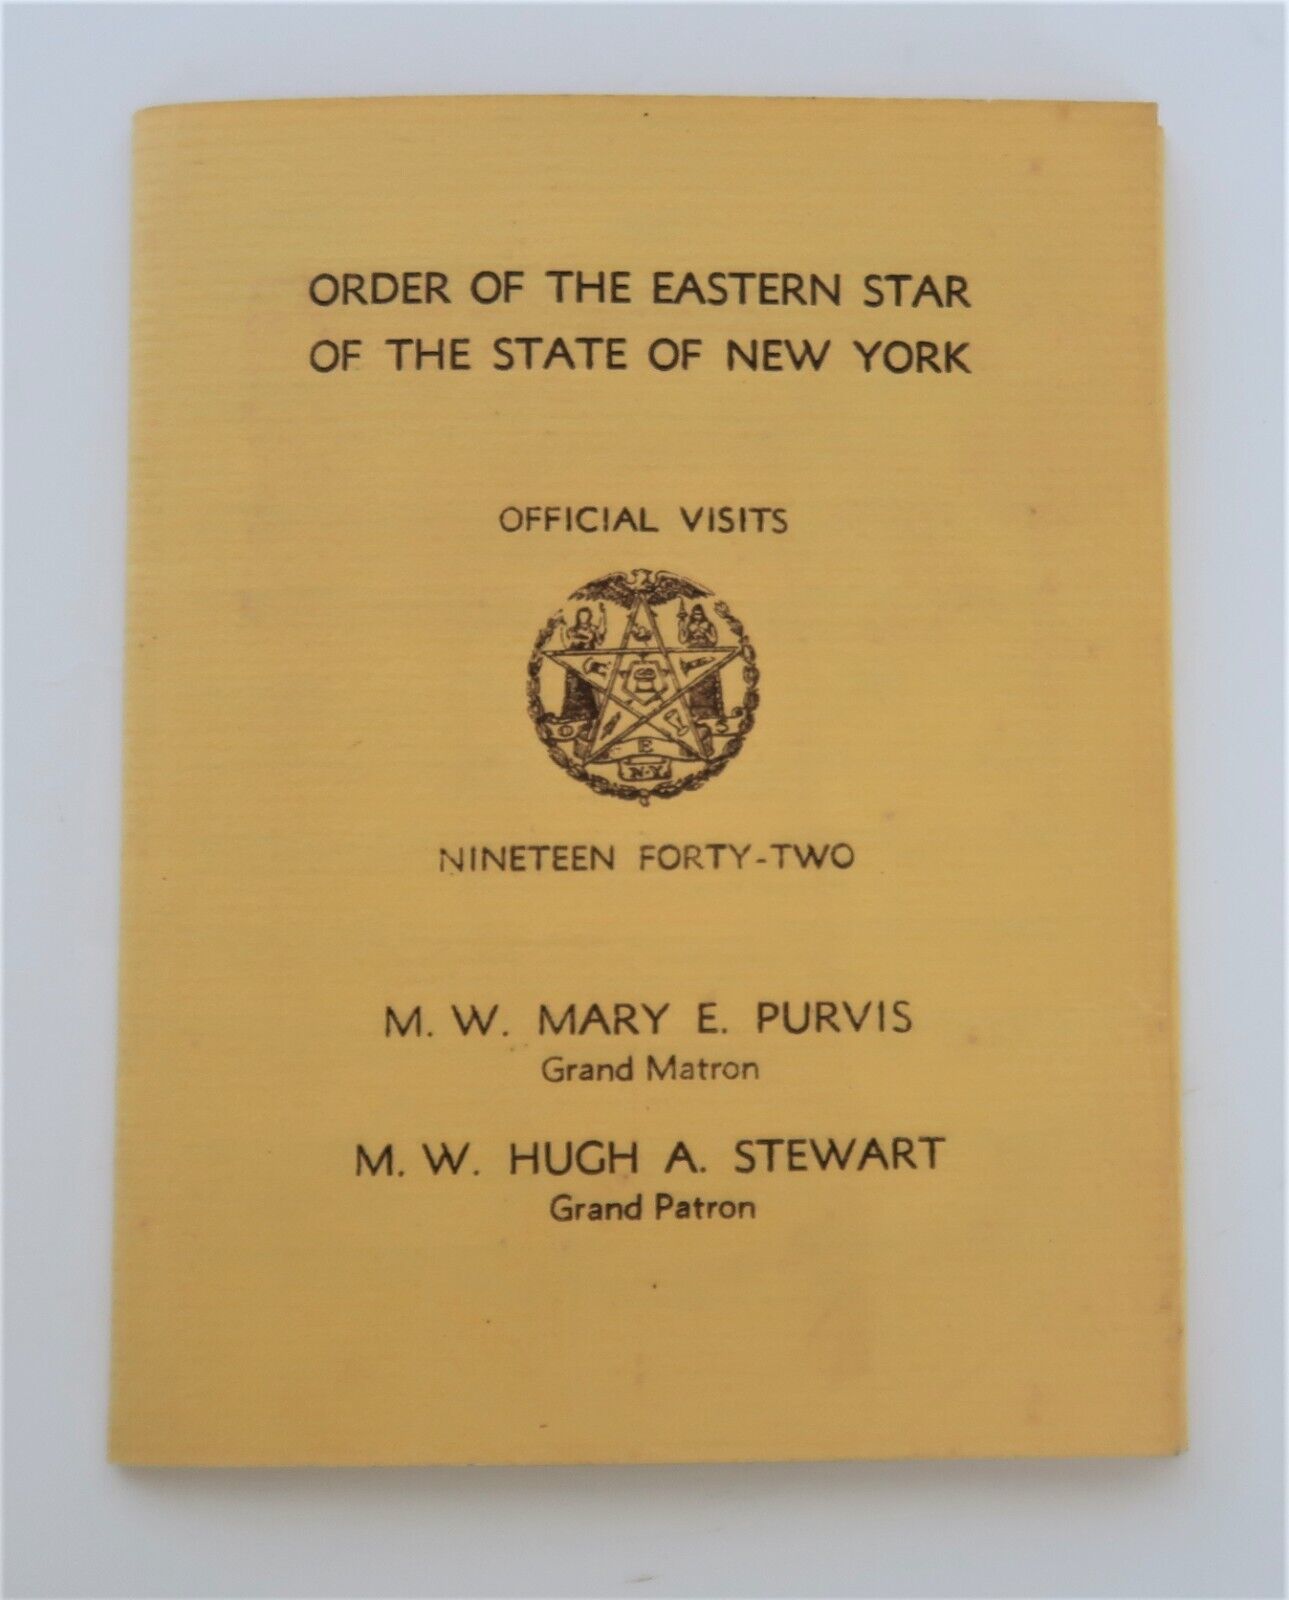 ORDER OF THE EASTERN STAR
OF THE STATE OF NEW YORK
OFFICIAL VISITS
O E S
N.Y.
NINETEEN FORTY-TWO
M. W. MARY E. PURVIS
Grand Matron
M. W. HUGH A. STEWART
Grand Patron